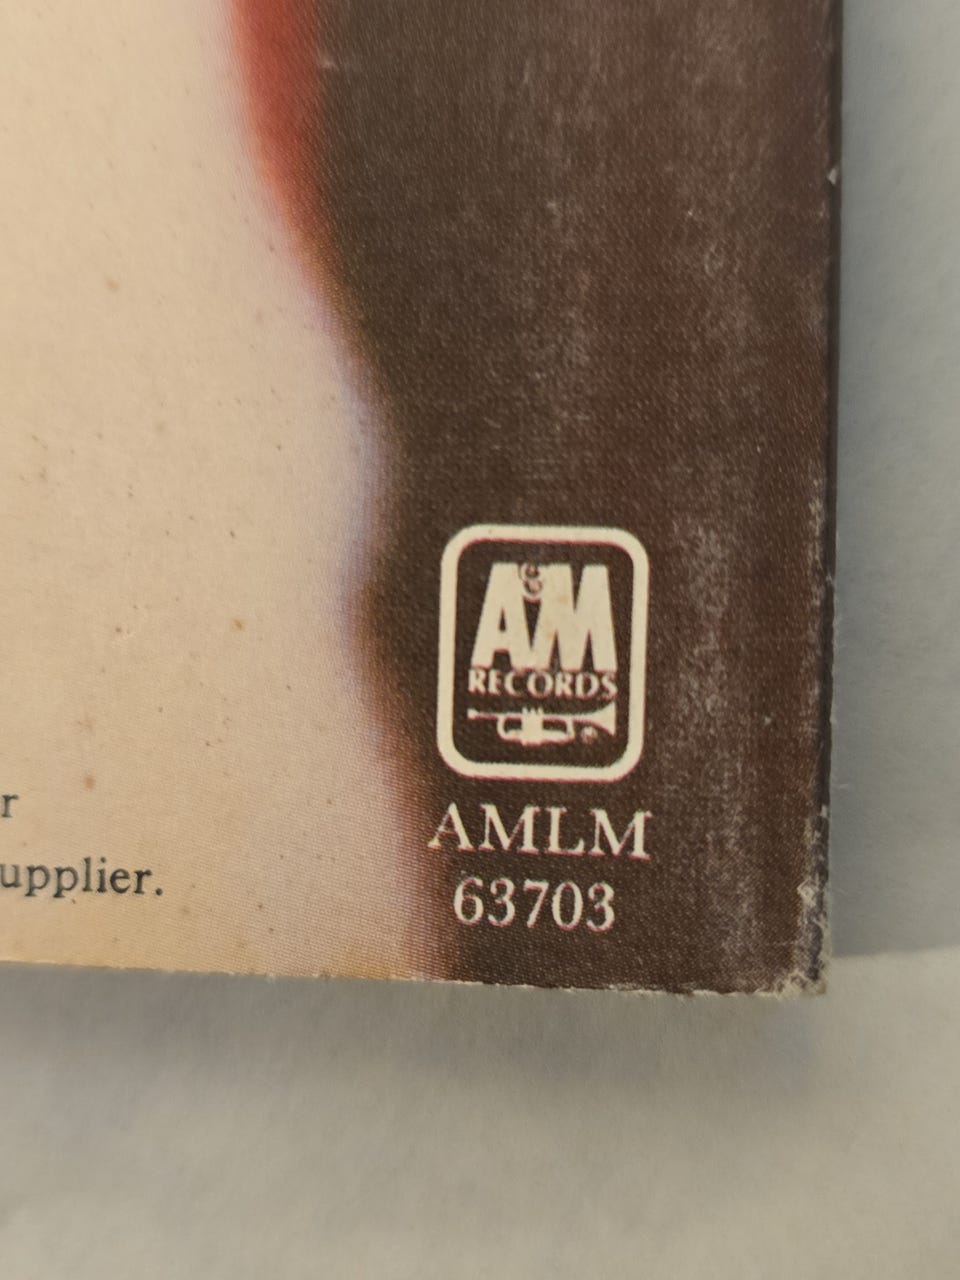 A&M
RECORDS
AMLM
r
63703
upplier.